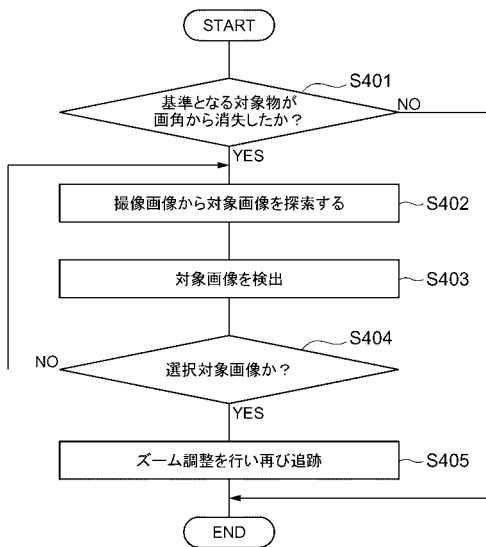 START
S401
基準となる対象物が
画角から消失したか？
NO
YES
撮像画像から対象画像を探索する
S402
対象画像を検出
S403
S404
NO
選択対象画像か？
YES
ズーム調整を行い再び追跡
S405
END